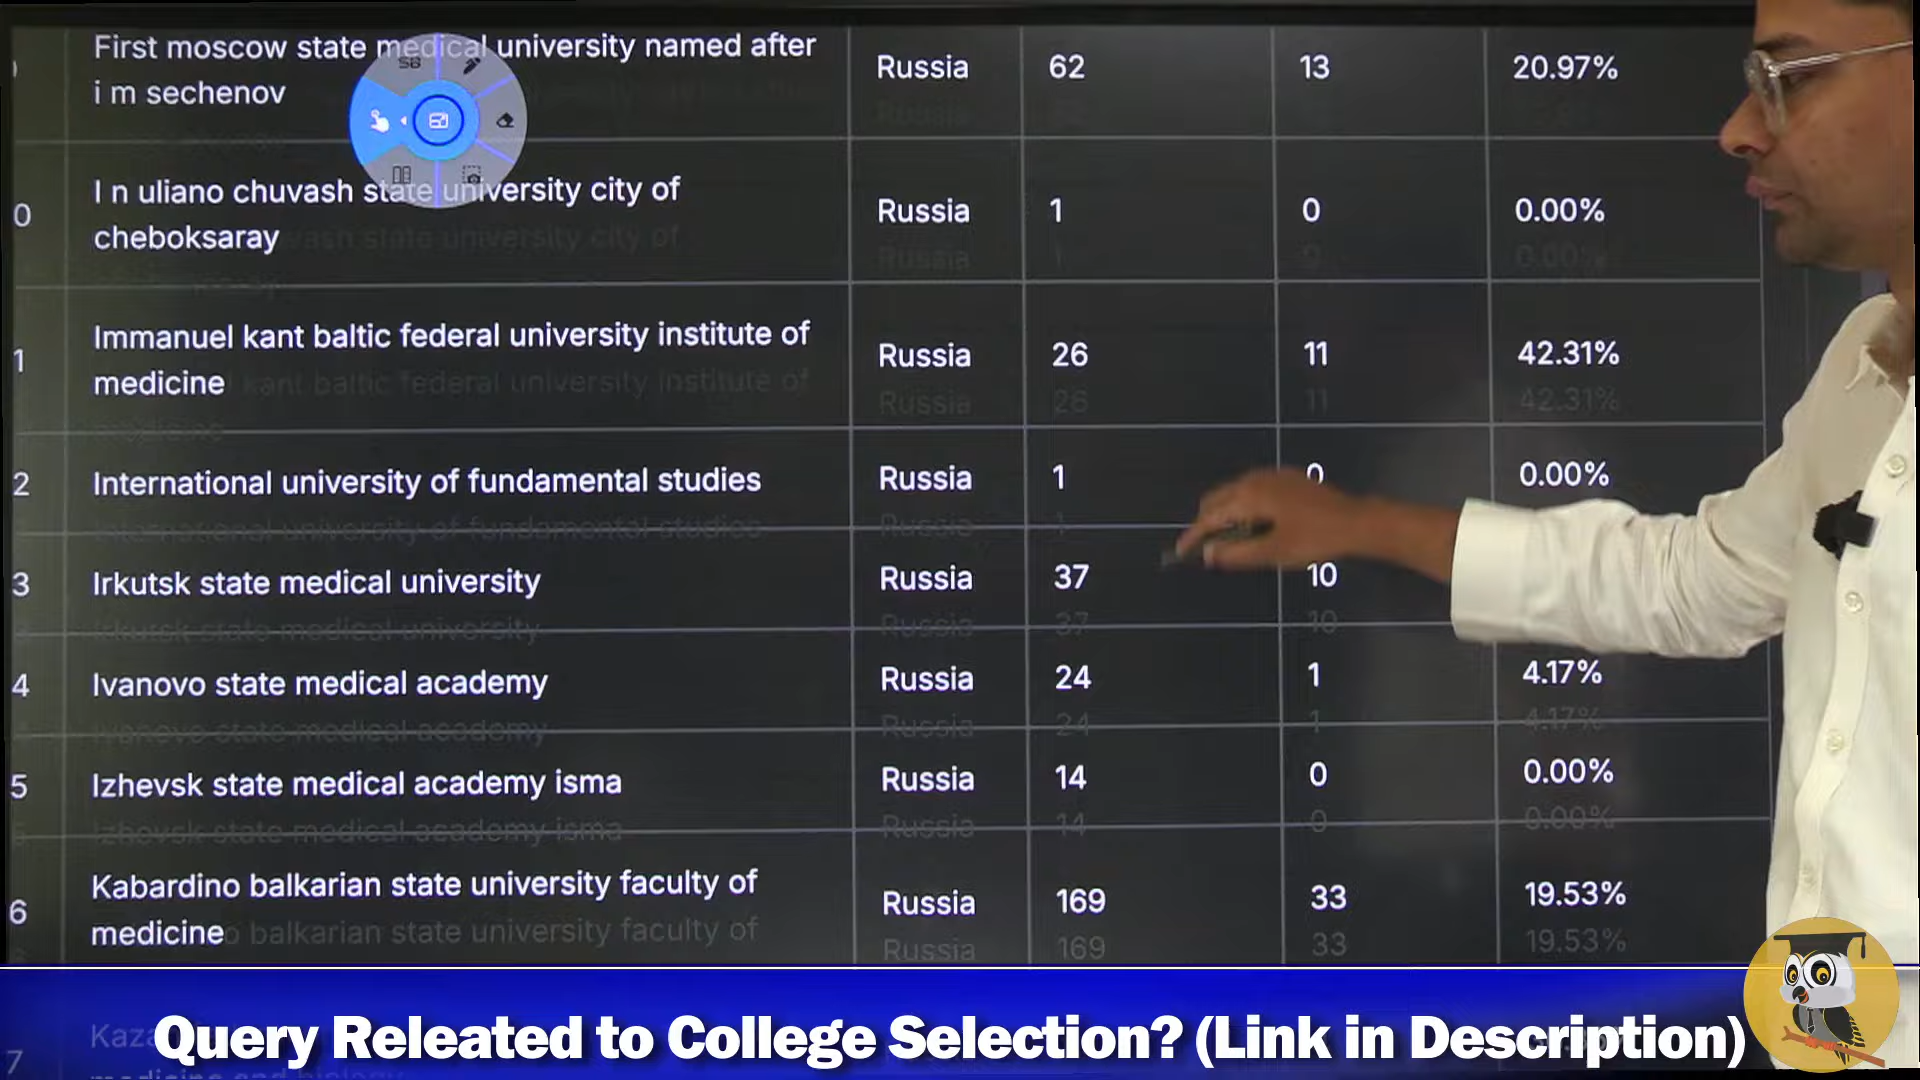 First moscow state medical university named after
i m sechenov
Russia 62 13 20.97%
0 I n uliano chuvash state university city of
cheboksaray
Russia 1 0 0.00%
1 Immanuel kant baltic federal university institute of
medicine
Russia 26 11 42.31%
2 International university of fundamental studies Russia 1 0 0.00%
3 Irkutsk state medical university Russia 37 10
4 Ivanovo state medical academy Russia 24 1 4.17%
5 Izhevsk state medical academy isma Russia 14 0 0.00%
6 Kabardino balkarian state university faculty of
medicine
Russia 169 33 19.53%
7
Query Releated to College Selection? (Link in Description)